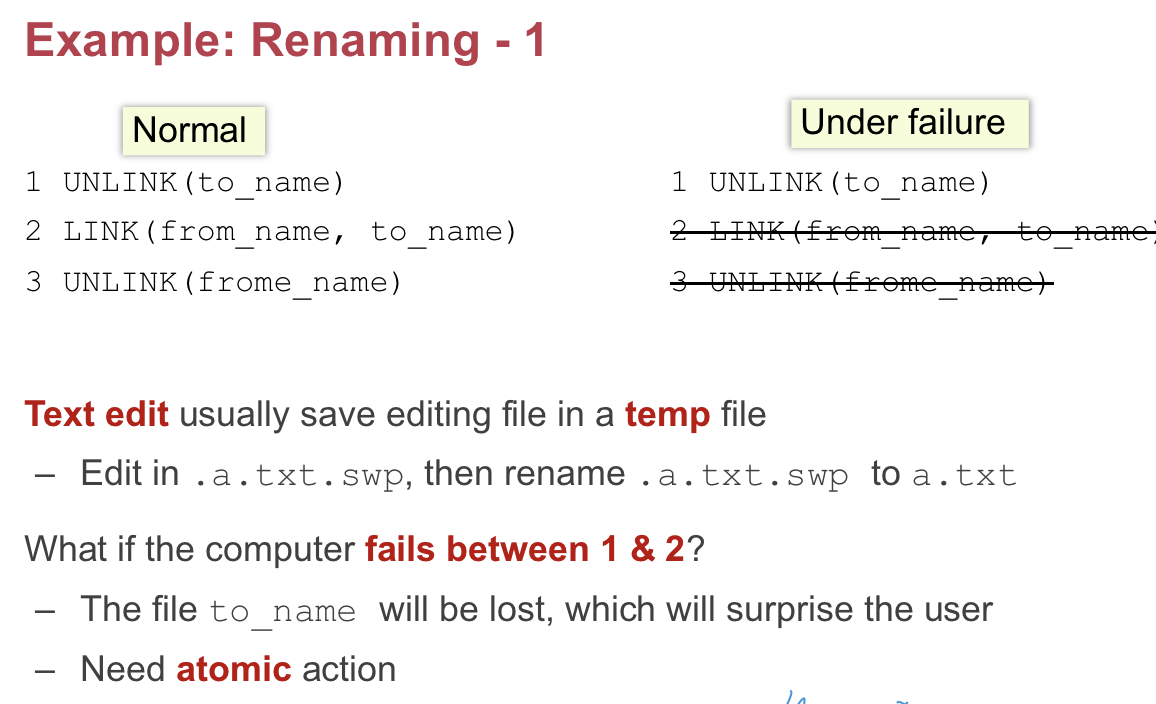 Example: Renaming - 1
Normal
1 UNLINK(to_name)
2 LINK(from_name, to_name)
3 UNLINK(frome_name)
Under failure
1 UNLINK(to_name)
2 LINK(from_name, to_name)
3 UNLINK(frome_name)
Text edit usually save editing file in a temp file
– Edit in .a.txt.swp, then rename .a.txt.swp to a.txt
What if the computer fails between 1 & 2?
– The file to_name will be lost, which will surprise the user
– Need atomic action